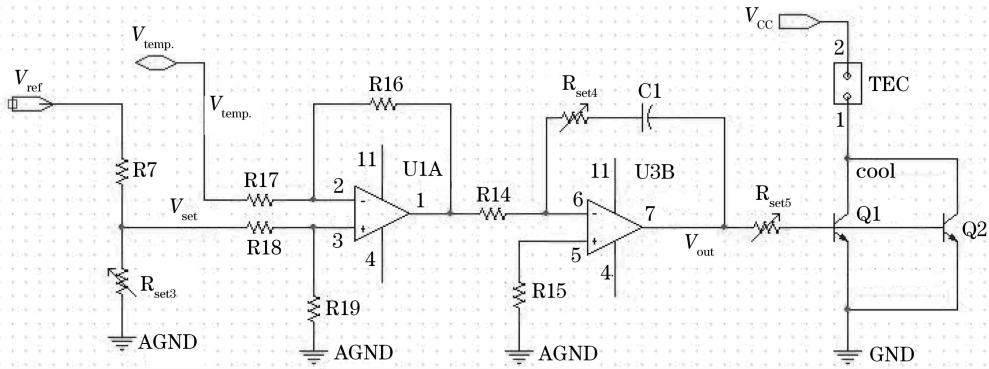 V_CC
V_temp.
2
V_ref
R16
R_set4
C1
TEC
V_temp.
1
11
U1A
11
U3B
R7
R17
2
1
R14
6
7
cool
R_set5
V_set
Q1
Q2
R18
3
5
V_out
4
4
R_set3
R19
R15
AGND
AGND
AGND
GND